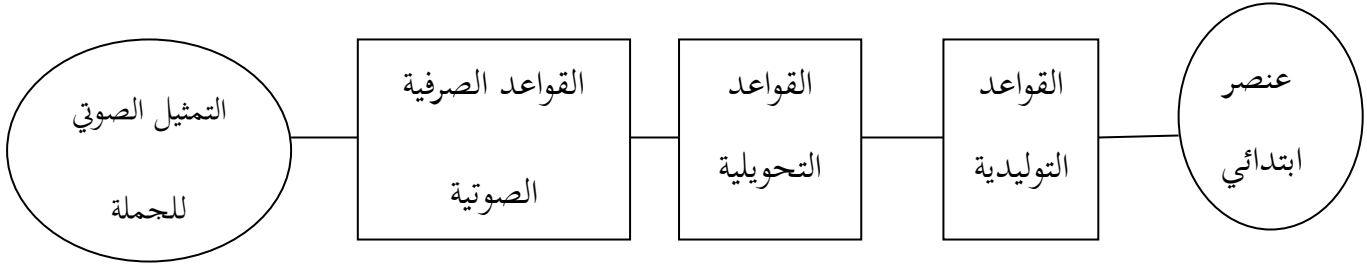 عنصر
ابتدائي
القواعد
التوليدية
القواعد
التحويلية
القواعد الصرفية
الصوتية
التمثيل الصوتي
للجملة